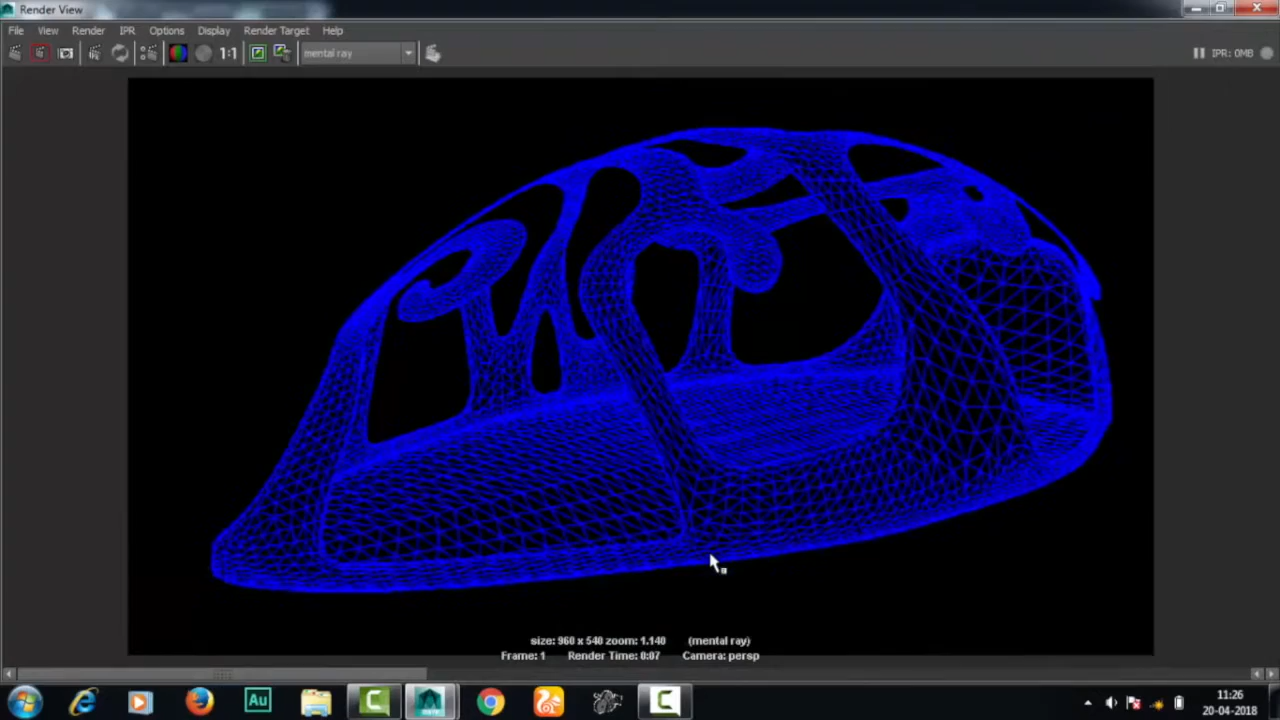 Render View
File View Render IPR Options Display Render Target Help
1:1 mental ray IPR: 0MB
size: 960 x 540 zoom: 1.140 (mental ray)
Frame: 1 Render Time: 0:07 Camera: persp
Au
11:26
20-04-2018